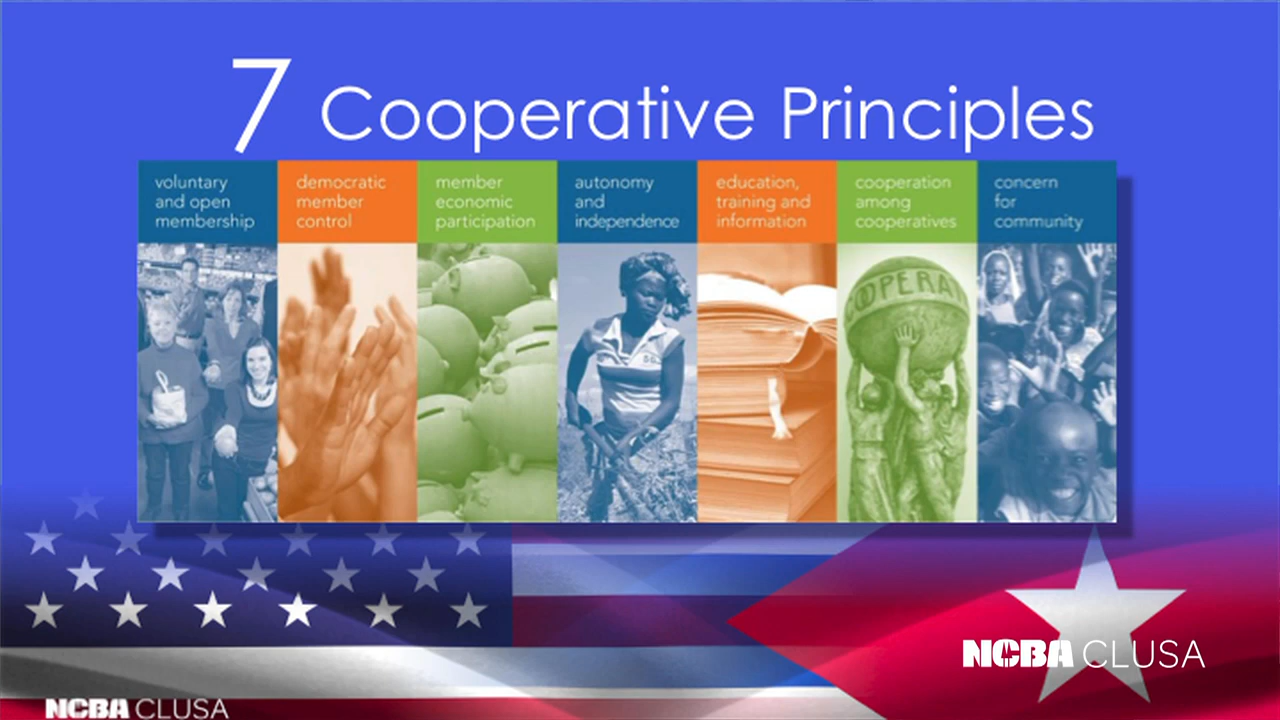 7 Cooperative Principles
voluntary
and open
membership
democratic
member
control
member
economic
participation
autonomy
and
independence
education,
training and
information
cooperation
among
cooperatives
concern
for
community
COOPERA
NCBA CLUSA
NCBA CLUSA